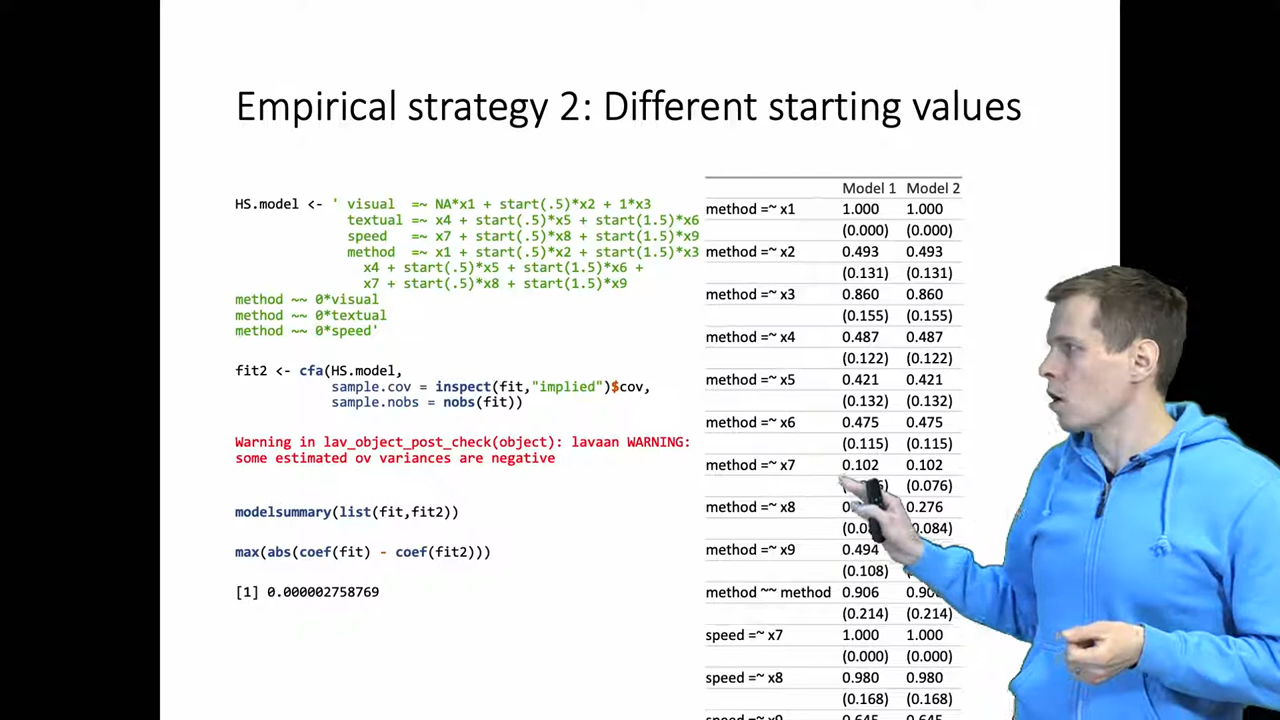 Empirical strategy 2: Different starting values
HS.model <- ' visual =~ NA*x1 + start(.5)*x2 + 1*x3
textual =~ x4 + start(.5)*x5 + start(1.5)*x6
speed =~ x7 + start(.5)*x8 + start(1.5)*x9
method =~ x1 + start(.5)*x2 + start(1.5)*x3
x4 + start(.5)*x5 + start(1.5)*x6 +
x7 + start(.5)*x8 + start(1.5)*x9
method ~~ 0*visual
method ~~ 0*textual
method ~~ 0*speed'
fit2 <- cfa(HS.model,
sample.cov = inspect(fit,"implied")$cov,
sample.nobs = nobs(fit))
Warning in lav_object_post_check(object): lavaan WARNING:
some estimated ov variances are negative
modelsummary(list(fit,fit2))
max(abs(coef(fit) - coef(fit2)))
[1] 0.000002758769
Model 1 Model 2
method =~ x1 1.000 1.000
(0.000) (0.000)
method =~ x2 0.493 0.493
(0.131) (0.131)
method =~ x3 0.860 0.860
(0.155) (0.155)
method =~ x4 0.487 0.487
(0.122) (0.122)
method =~ x5 0.421 0.421
(0.132) (0.132)
method =~ x6 0.475 0.475
(0.115) (0.115)
method =~ x7 0.102 0.102
(0.076)
method =~ x8 0.276
(0.084)
method =~ x9 0.494
(0.108)
method ~~ method 0.906
(0.214) (0.214)
speed =~ x7 1.000 1.000
(0.000) (0.000)
speed =~ x8 0.980 0.980
(0.168) (0.168)